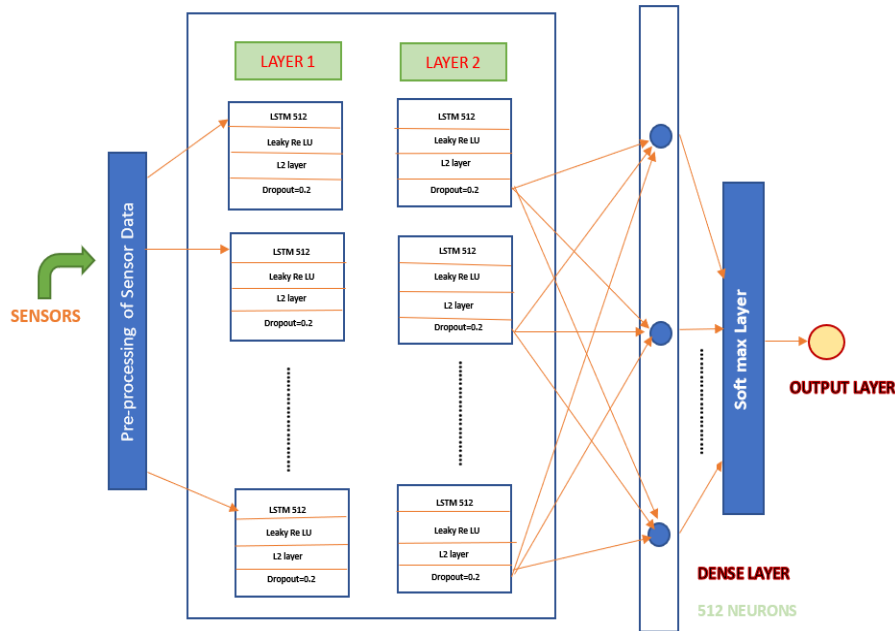 LAYER 1
LAYER 2
LSTM 512
Leaky Re LU
L2 layer
Dropout=0.2
LSTM 512
Leaky Re LU
L2 layer
Dropout=0.2
LSTM 512
Leaky Re LU
L2 layer
Dropout=0.2
LSTM 512
Leaky Re LU
L2 layer
Dropout=0.2
LSTM 512
Leaky Re LU
L2 layer
Dropout=0.2
LSTM 512
Leaky Re LU
L2 layer
Dropout=0.2
SENSORS
Pre-processing of Sensor Data
Soft max Layer
OUTPUT LAYER
DENSE LAYER
512 NEURONS